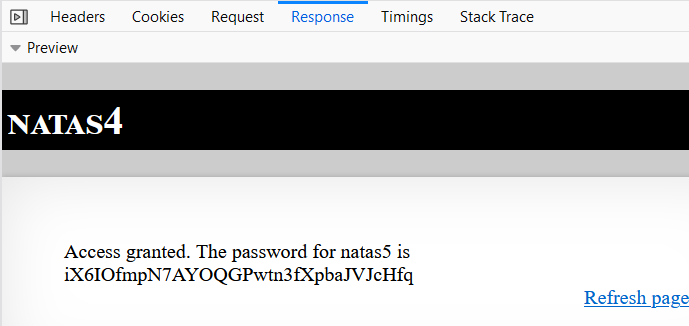 Headers Cookies Request Response Timings Stack Trace
Preview
NATAS4
Access granted. The password for natas5 is
iX6IOfmpN7AYOQGPwtn3fXpbaJVJcHfq
Refresh page